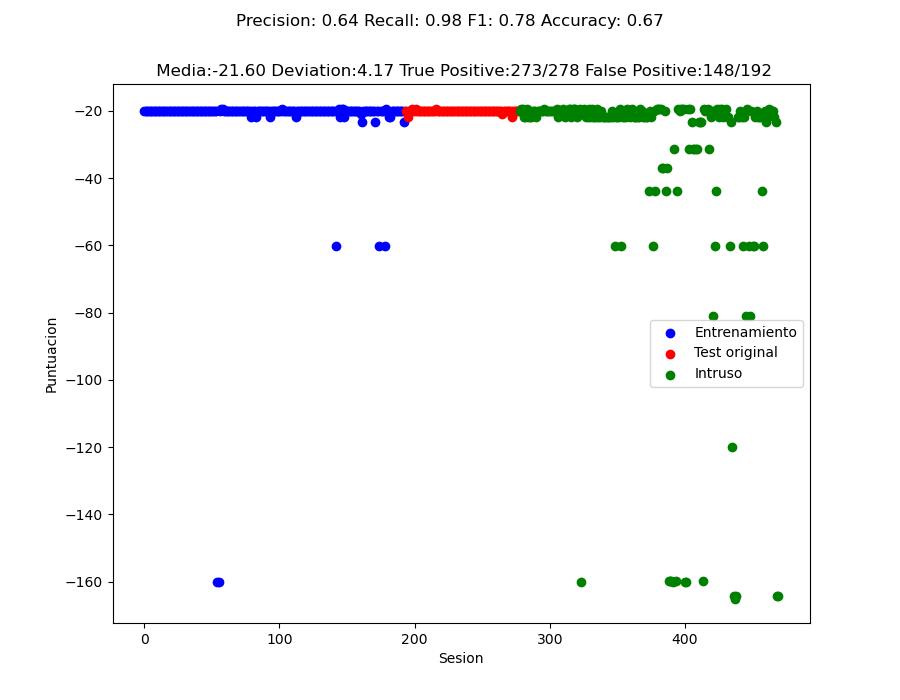 Precision: 0.64 Recall: 0.98 F1: 0.78 Accuracy: 0.67
Media:-21.60 Deviation:4.17 True Positive:273/278 False Positive:148/192
−20
−40
−60
−80
−100
−120
−140
−160
Puntuacion
Entrenamiento
Test original
Intruso
0
100
200
300
400
Sesion